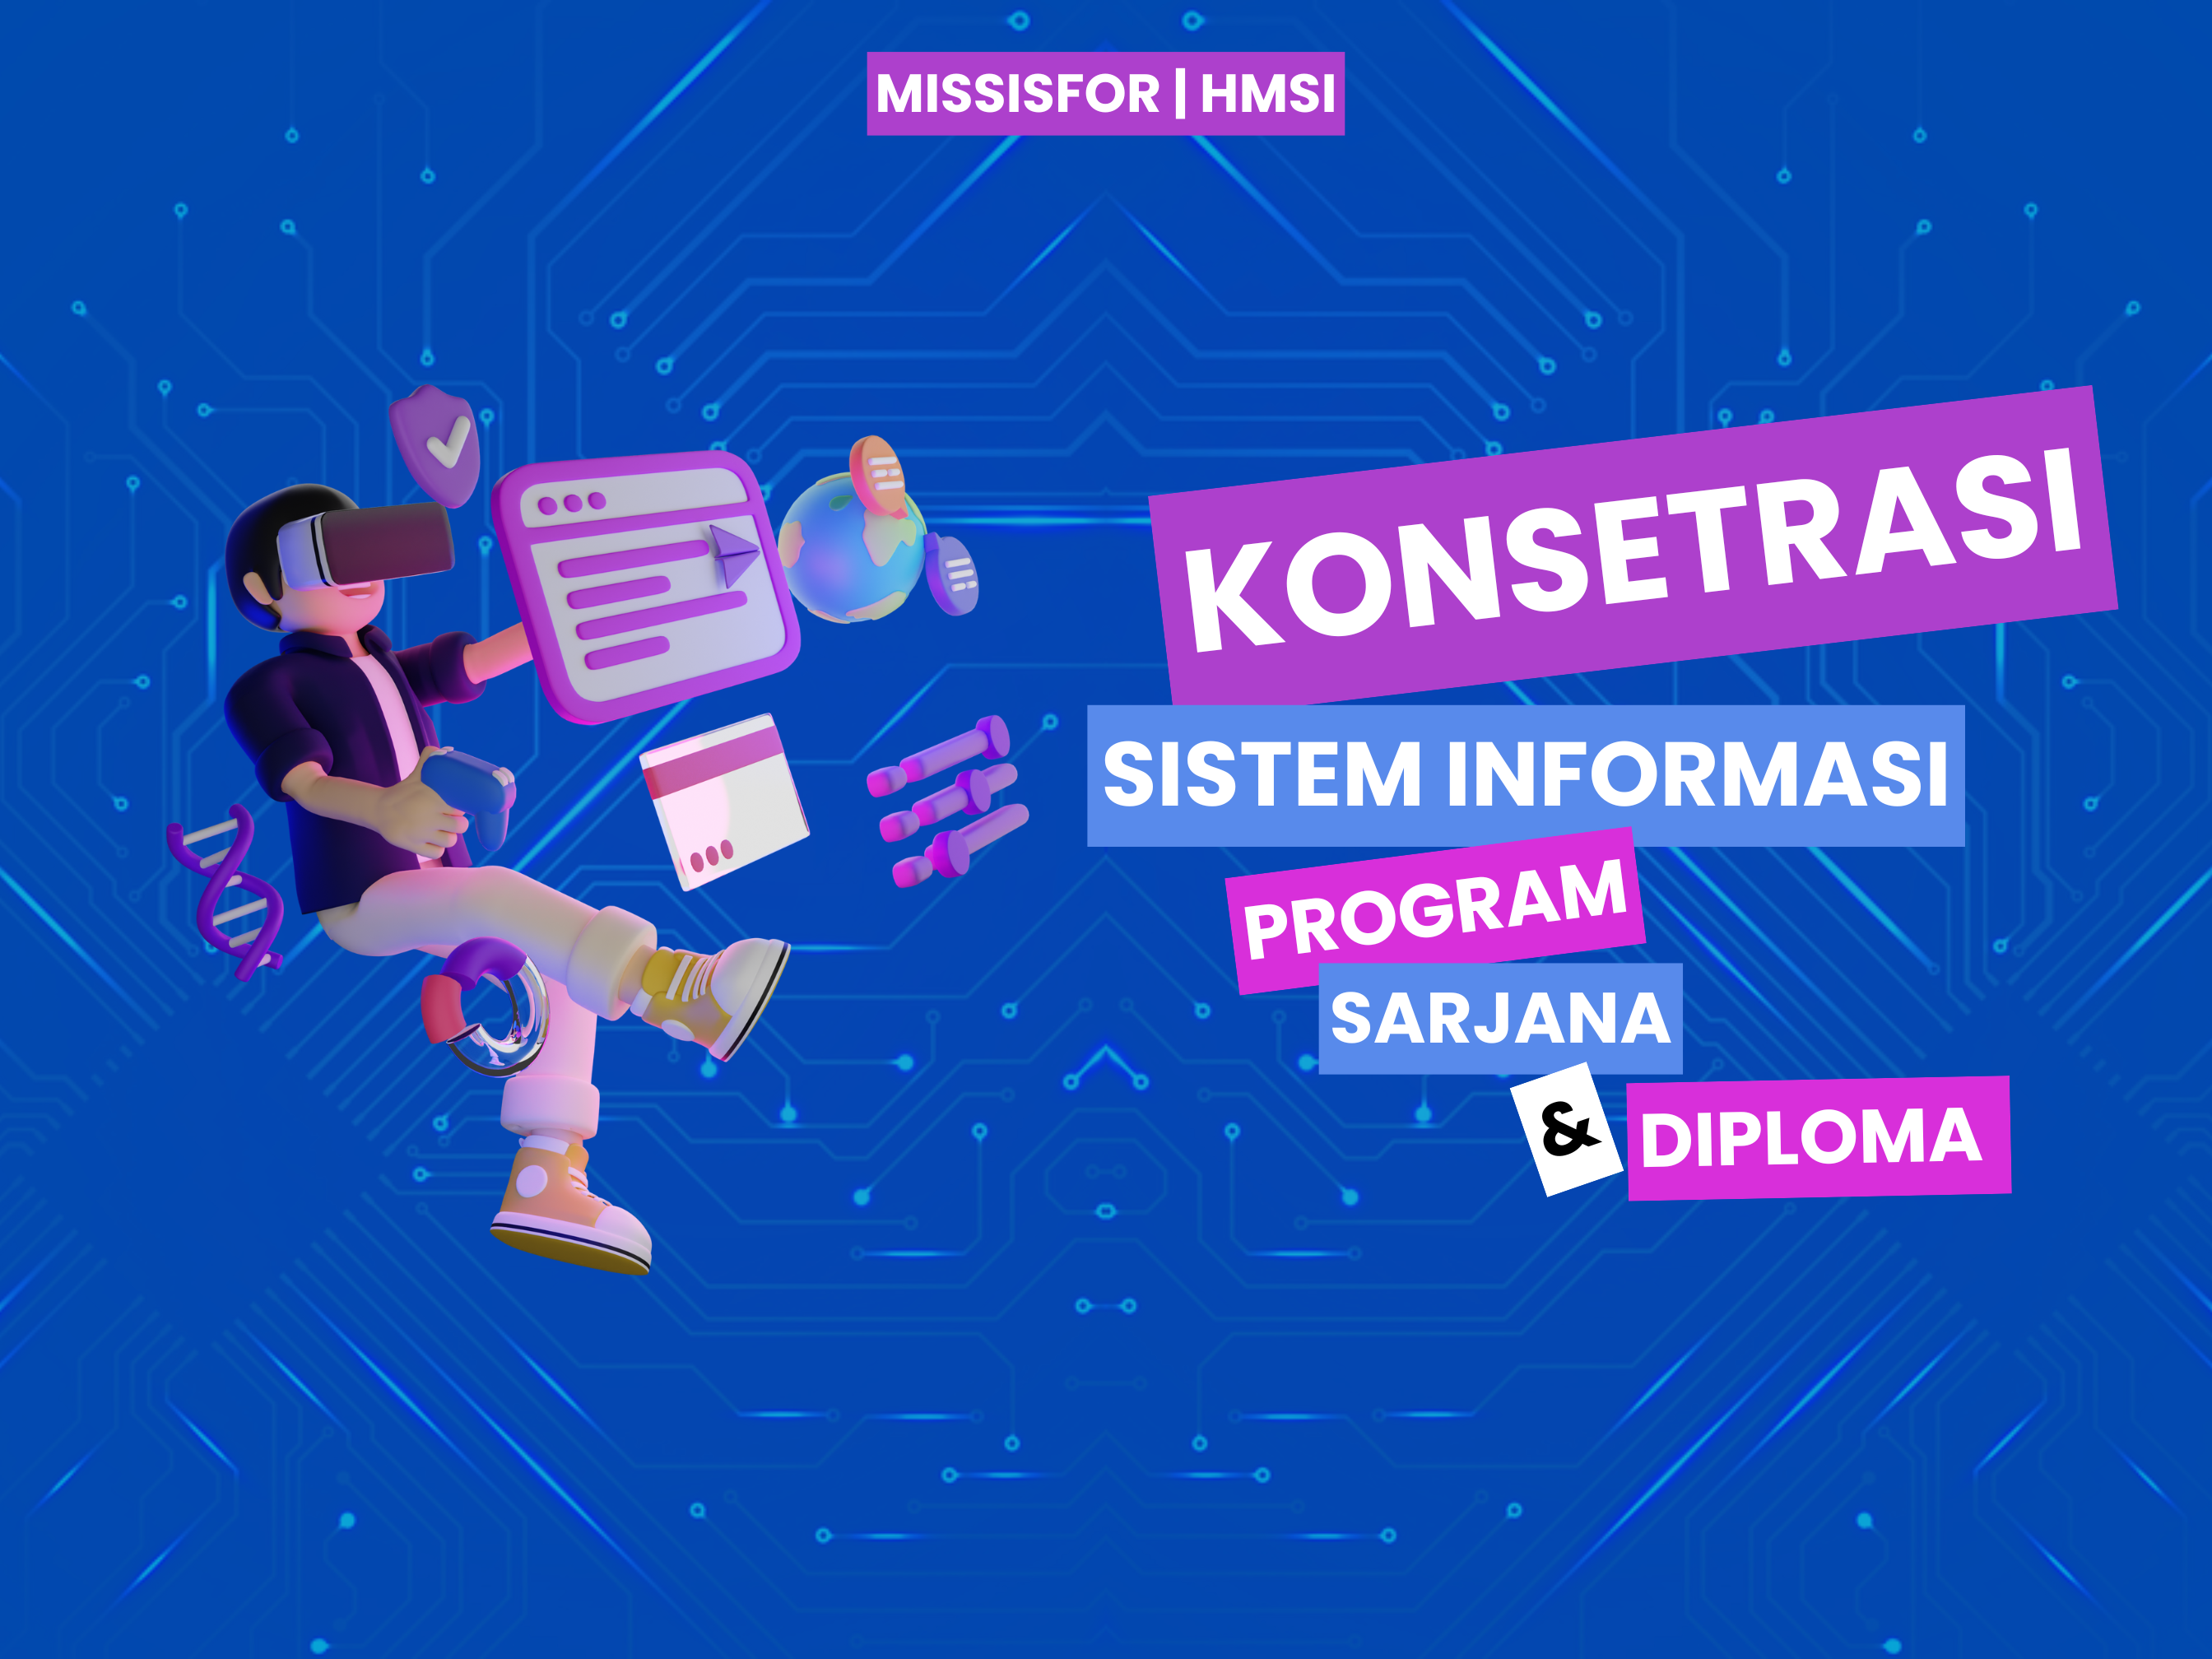 MISSISFOR | HMSI
KONSETRASI
SISTEM INFORMASI
PROGRAM
SARJANA
& DIPLOMA